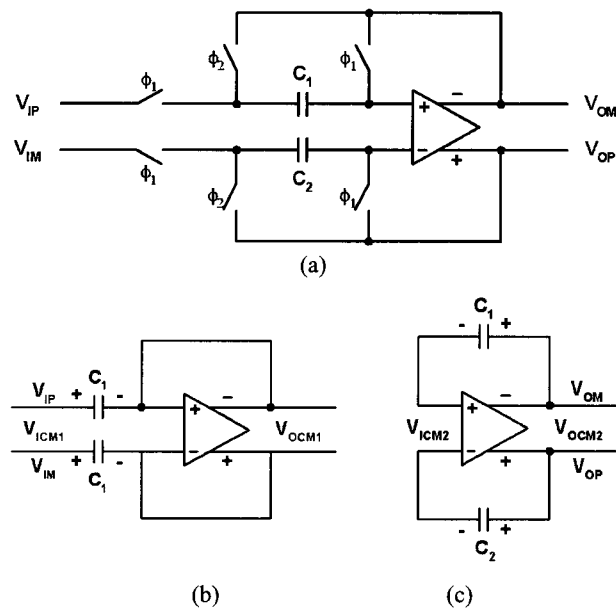 ϕ2
C1
ϕ1
ϕ1
VIP
+
−
VOM
VIM
−
+
VOP
ϕ1
C2
ϕ2
ϕ1
(a)
C1
- +
VIP
+ C1 -
+
−
VOM
VICM1
VOCM1
VICM2
VOCM2
VIM
+ -
−
+
VOP
C1
- +
C2
(b)
(c)